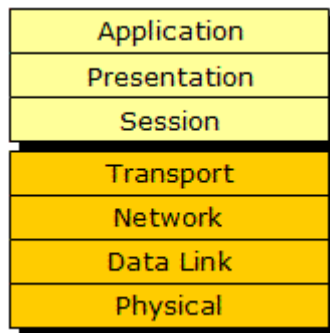 Application
Presentation
Session
Transport
Network
Data Link
Physical